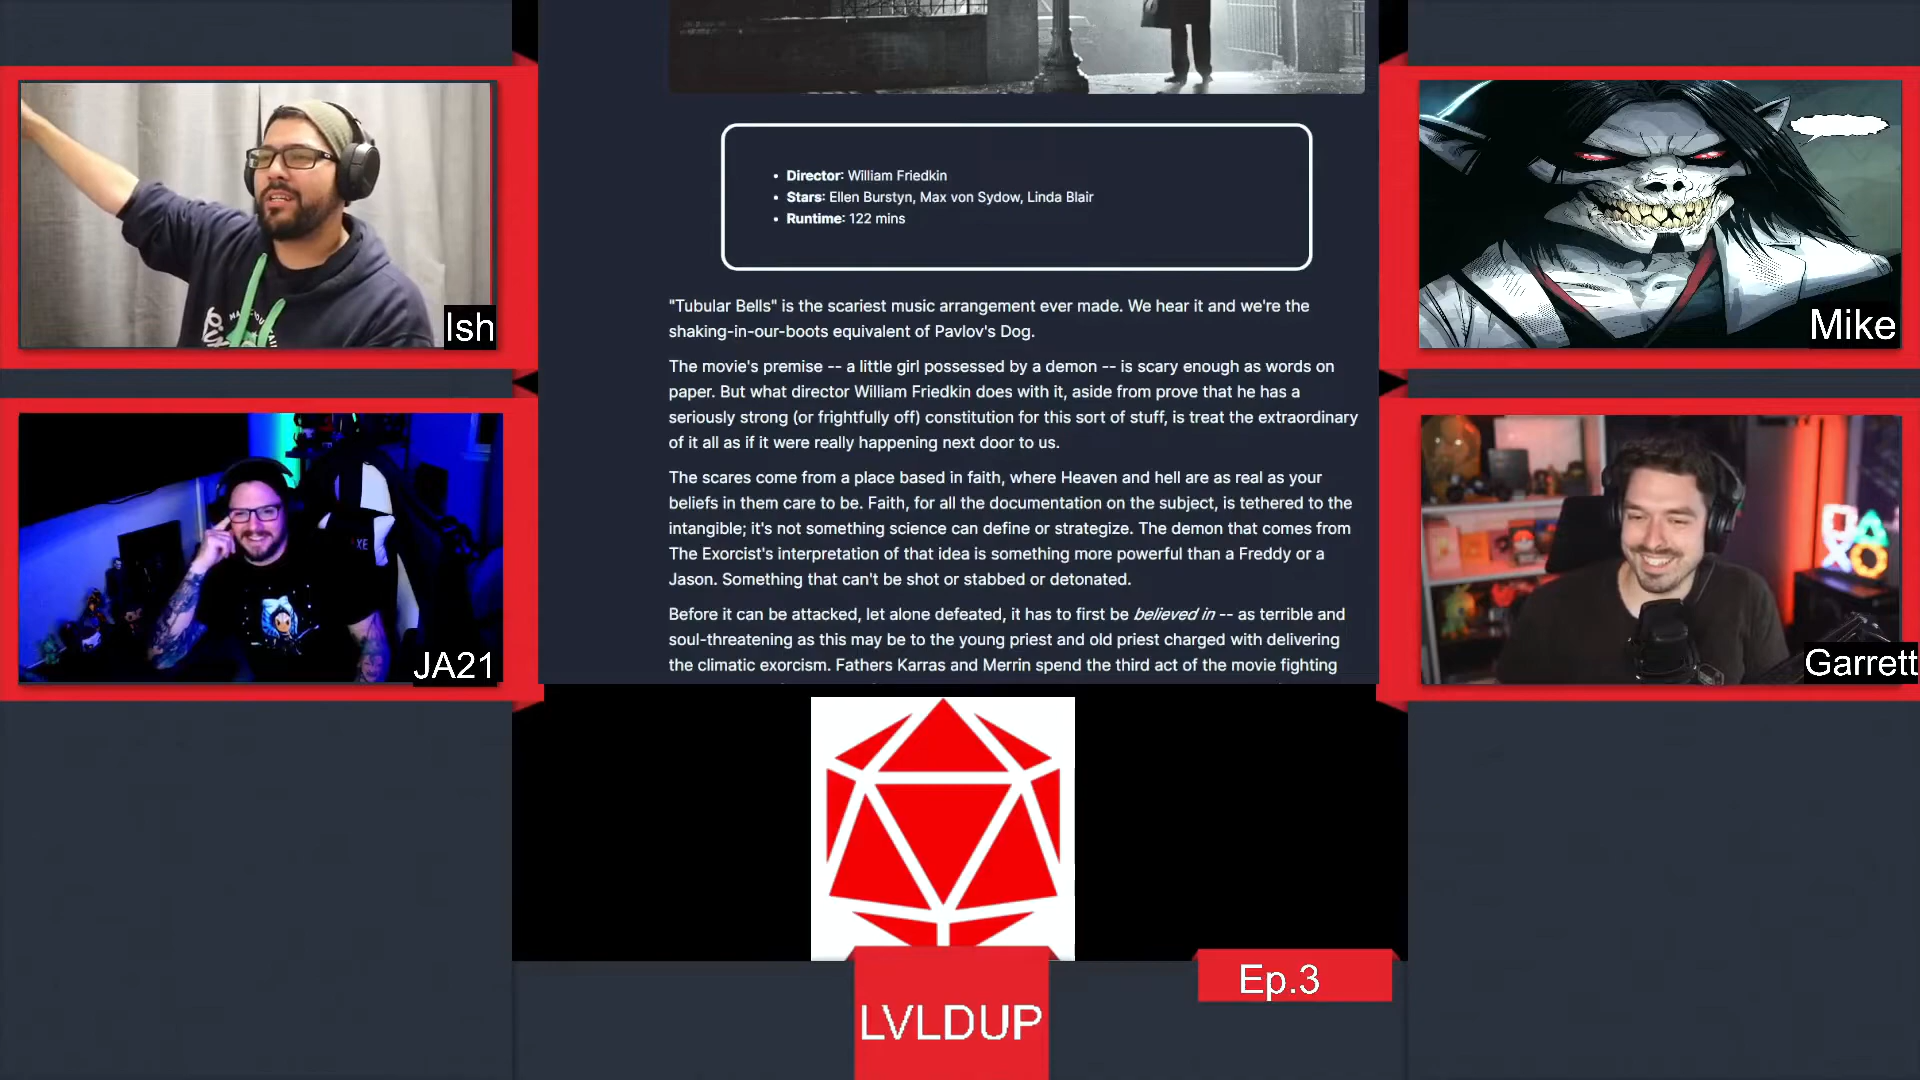 Director: William Friedkin
Stars: Ellen Burstyn, Max von Sydow, Linda Blair
Runtime: 122 mins
"Tubular Bells" is the scariest music arrangement ever made. We hear it and we're the
shaking-in-our-boots equivalent of Pavlov's Dog.
The movie's premise -- a little girl possessed by a demon -- is scary enough as words on
paper. But what director William Friedkin does with it, aside from prove that he has a
seriously strong (or frightfully off) constitution for this sort of stuff, is treat the extraordinary
of it all as if it were really happening next door to us.
The scares come from a place based in faith, where Heaven and hell are as real as your
beliefs in them care to be. Faith, for all the documentation on the subject, is tethered to the
intangible; it's not something science can define or strategize. The demon that comes from
The Exorcist's interpretation of that idea is something more powerful than a Freddy or a
Jason. Something that can't be shot or stabbed or detonated.
Before it can be attacked, let alone defeated, it has to first be believed in -- as terrible and
soul-threatening as this may be to the young priest and old priest charged with delivering
the climatic exorcism. Fathers Karras and Merrin spend the third act of the movie fighting
Ish
Mike
JA21
Garrett
Ep.3
LVLDUP